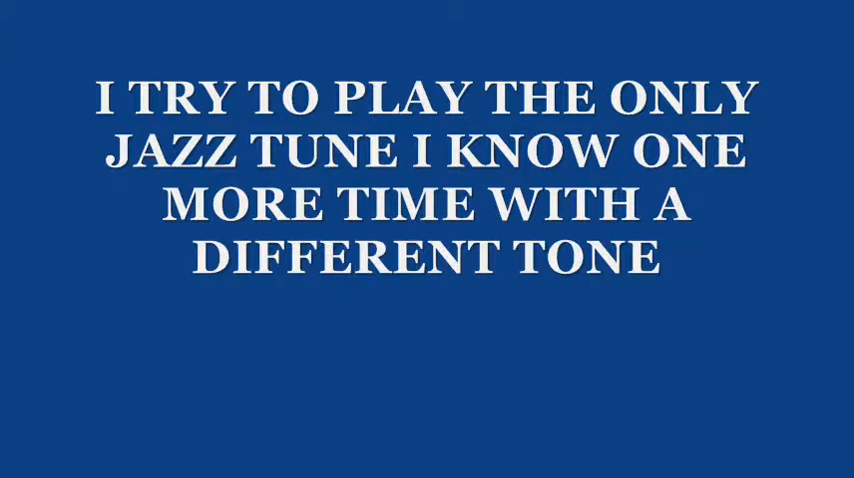 I TRY TO PLAY THE ONLY
JAZZ TUNE I KNOW ONE
MORE TIME WITH A
DIFFERENT TONE